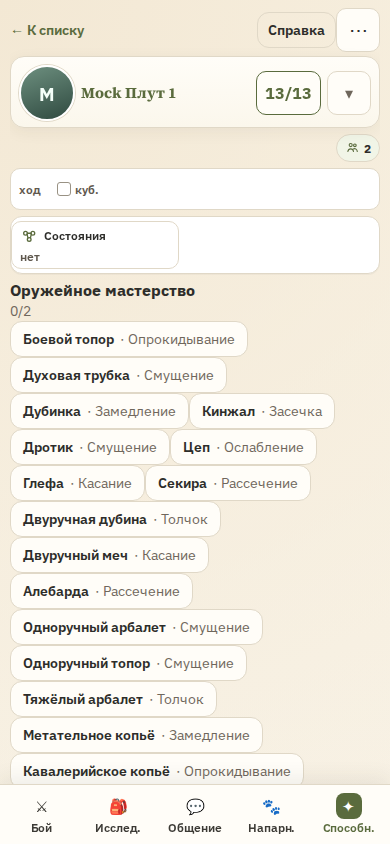 ← К списку
Справка
...
M
Mock Плут 1
13/13
▾
2
ход
куб.
Состояния
нет
Оружейное мастерство
0/2
Боевой топор · Опрокидывание
Духовая трубка · Смущение
Дубинка · Замедление Кинжал · Засечка
Дротик · Смущение Цеп · Ослабление
Глефа · Касание Секира · Рассечение
Двуручная дубина · Толчок
Двуручный меч · Касание
Алебарда · Рассечение
Одноручный арбалет · Смущение
Одноручный топор · Смущение
Тяжёлый арбалет · Толчок
Метательное копьё · Замедление
Кавалерийское копьё · Опрокидывание
Бой Исслед. Общение Напарн. Способн.